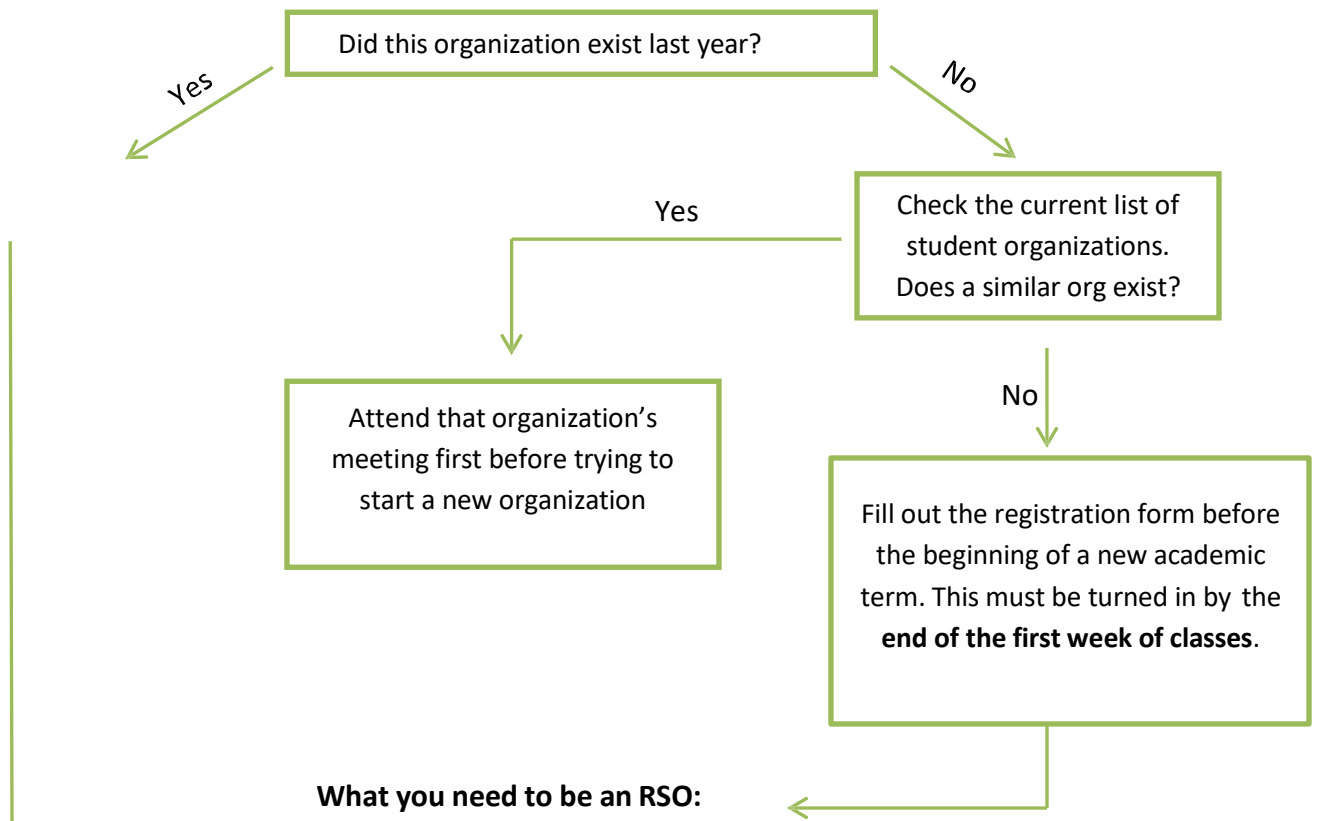 Did this organization exist last year?
Yes
No
Yes
Check the current list of
student organizations.
Does a similar org exist?
Attend that organization's
meeting first before trying to
start a new organization
No
Fill out the registration form before
the beginning of a new academic
term. This must be turned in by the
end of the first week of classes.
What you need to be an RSO: